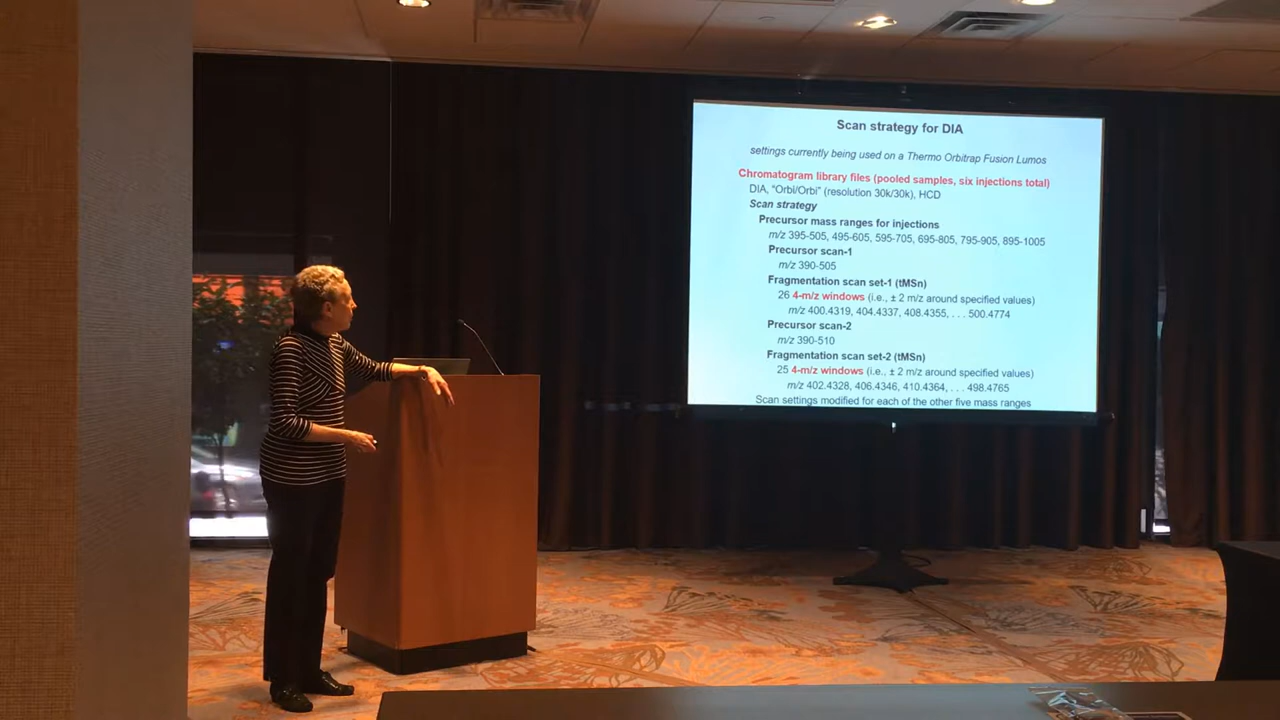 Scan strategy for DIA
settings currently being used on a Thermo Orbitrap Fusion Lumos
Chromatogram library files (pooled samples, six injections total)
DIA, "Orbi/Orbi" (resolution 30k/30k), HCD
Scan strategy
Precursor mass ranges for injections
m/z 395-505, 495-605, 595-705, 695-805, 795-905, 895-1005
Precursor scan-1
m/z 390-505
Fragmentation scan set-1 (tMSn)
26 4-m/z windows (i.e., ± 2 m/z around specified values)
m/z 400.4319, 404.4337, 408.4355, . . . 500.4774
Precursor scan-2
m/z 390-510
Fragmentation scan set-2 (tMSn)
25 4-m/z windows (i.e., ± 2 m/z around specified values)
m/z 402.4328, 406.4346, 410.4364, . . . 498.4765
Scan settings modified for each of the other five mass ranges